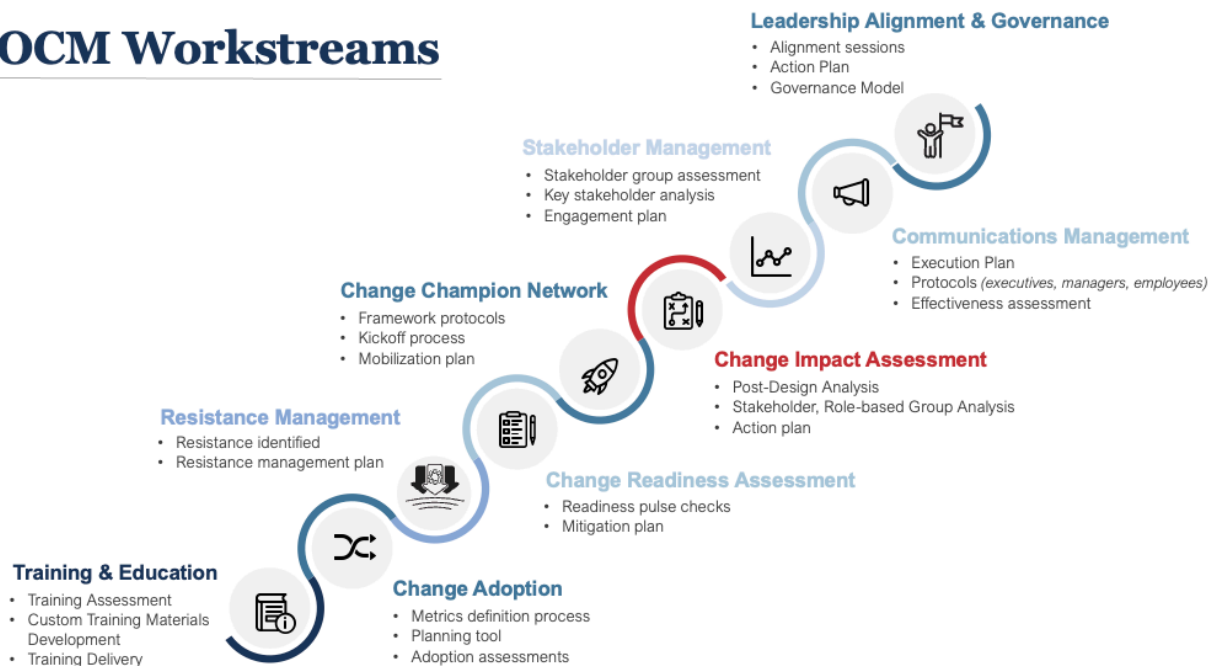 OCM Workstreams
Leadership Alignment & Governance
• Alignment sessions
• Action Plan
• Governance Model
Stakeholder Management
• Stakeholder group assessment
• Key stakeholder analysis
• Engagement plan
Communications Management
• Execution Plan
• Protocols (executives, managers, employees)
• Effectiveness assessment
Change Champion Network
• Framework protocols
• Kickoff process
• Mobilization plan
Change Impact Assessment
• Post-Design Analysis
• Stakeholder, Role-based Group Analysis
• Action plan
Resistance Management
• Resistance identified
• Resistance management plan
Change Readiness Assessment
• Readiness pulse checks
• Mitigation plan
Training & Education
• Training Assessment
• Custom Training Materials
Development
• Training Delivery
Change Adoption
• Metrics definition process
• Planning tool
• Adoption assessments